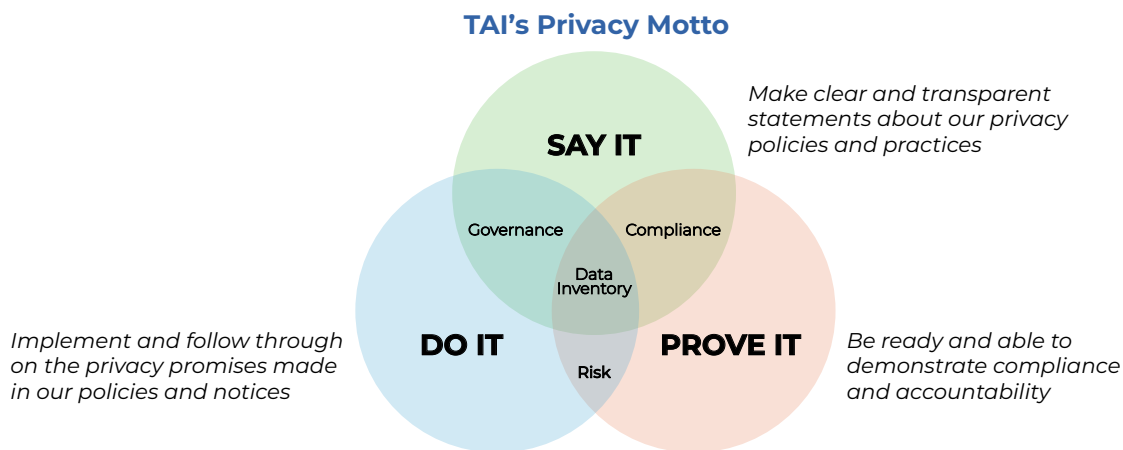 TAI’s Privacy Motto
Make clear and transparent
statements about our privacy
policies and practices
SAY IT
Governance
Compliance
Data
Inventory
Implement and follow through
on the privacy promises made
in our policies and notices
DO IT
PROVE IT
Be ready and able to
demonstrate compliance
and accountability
Risk